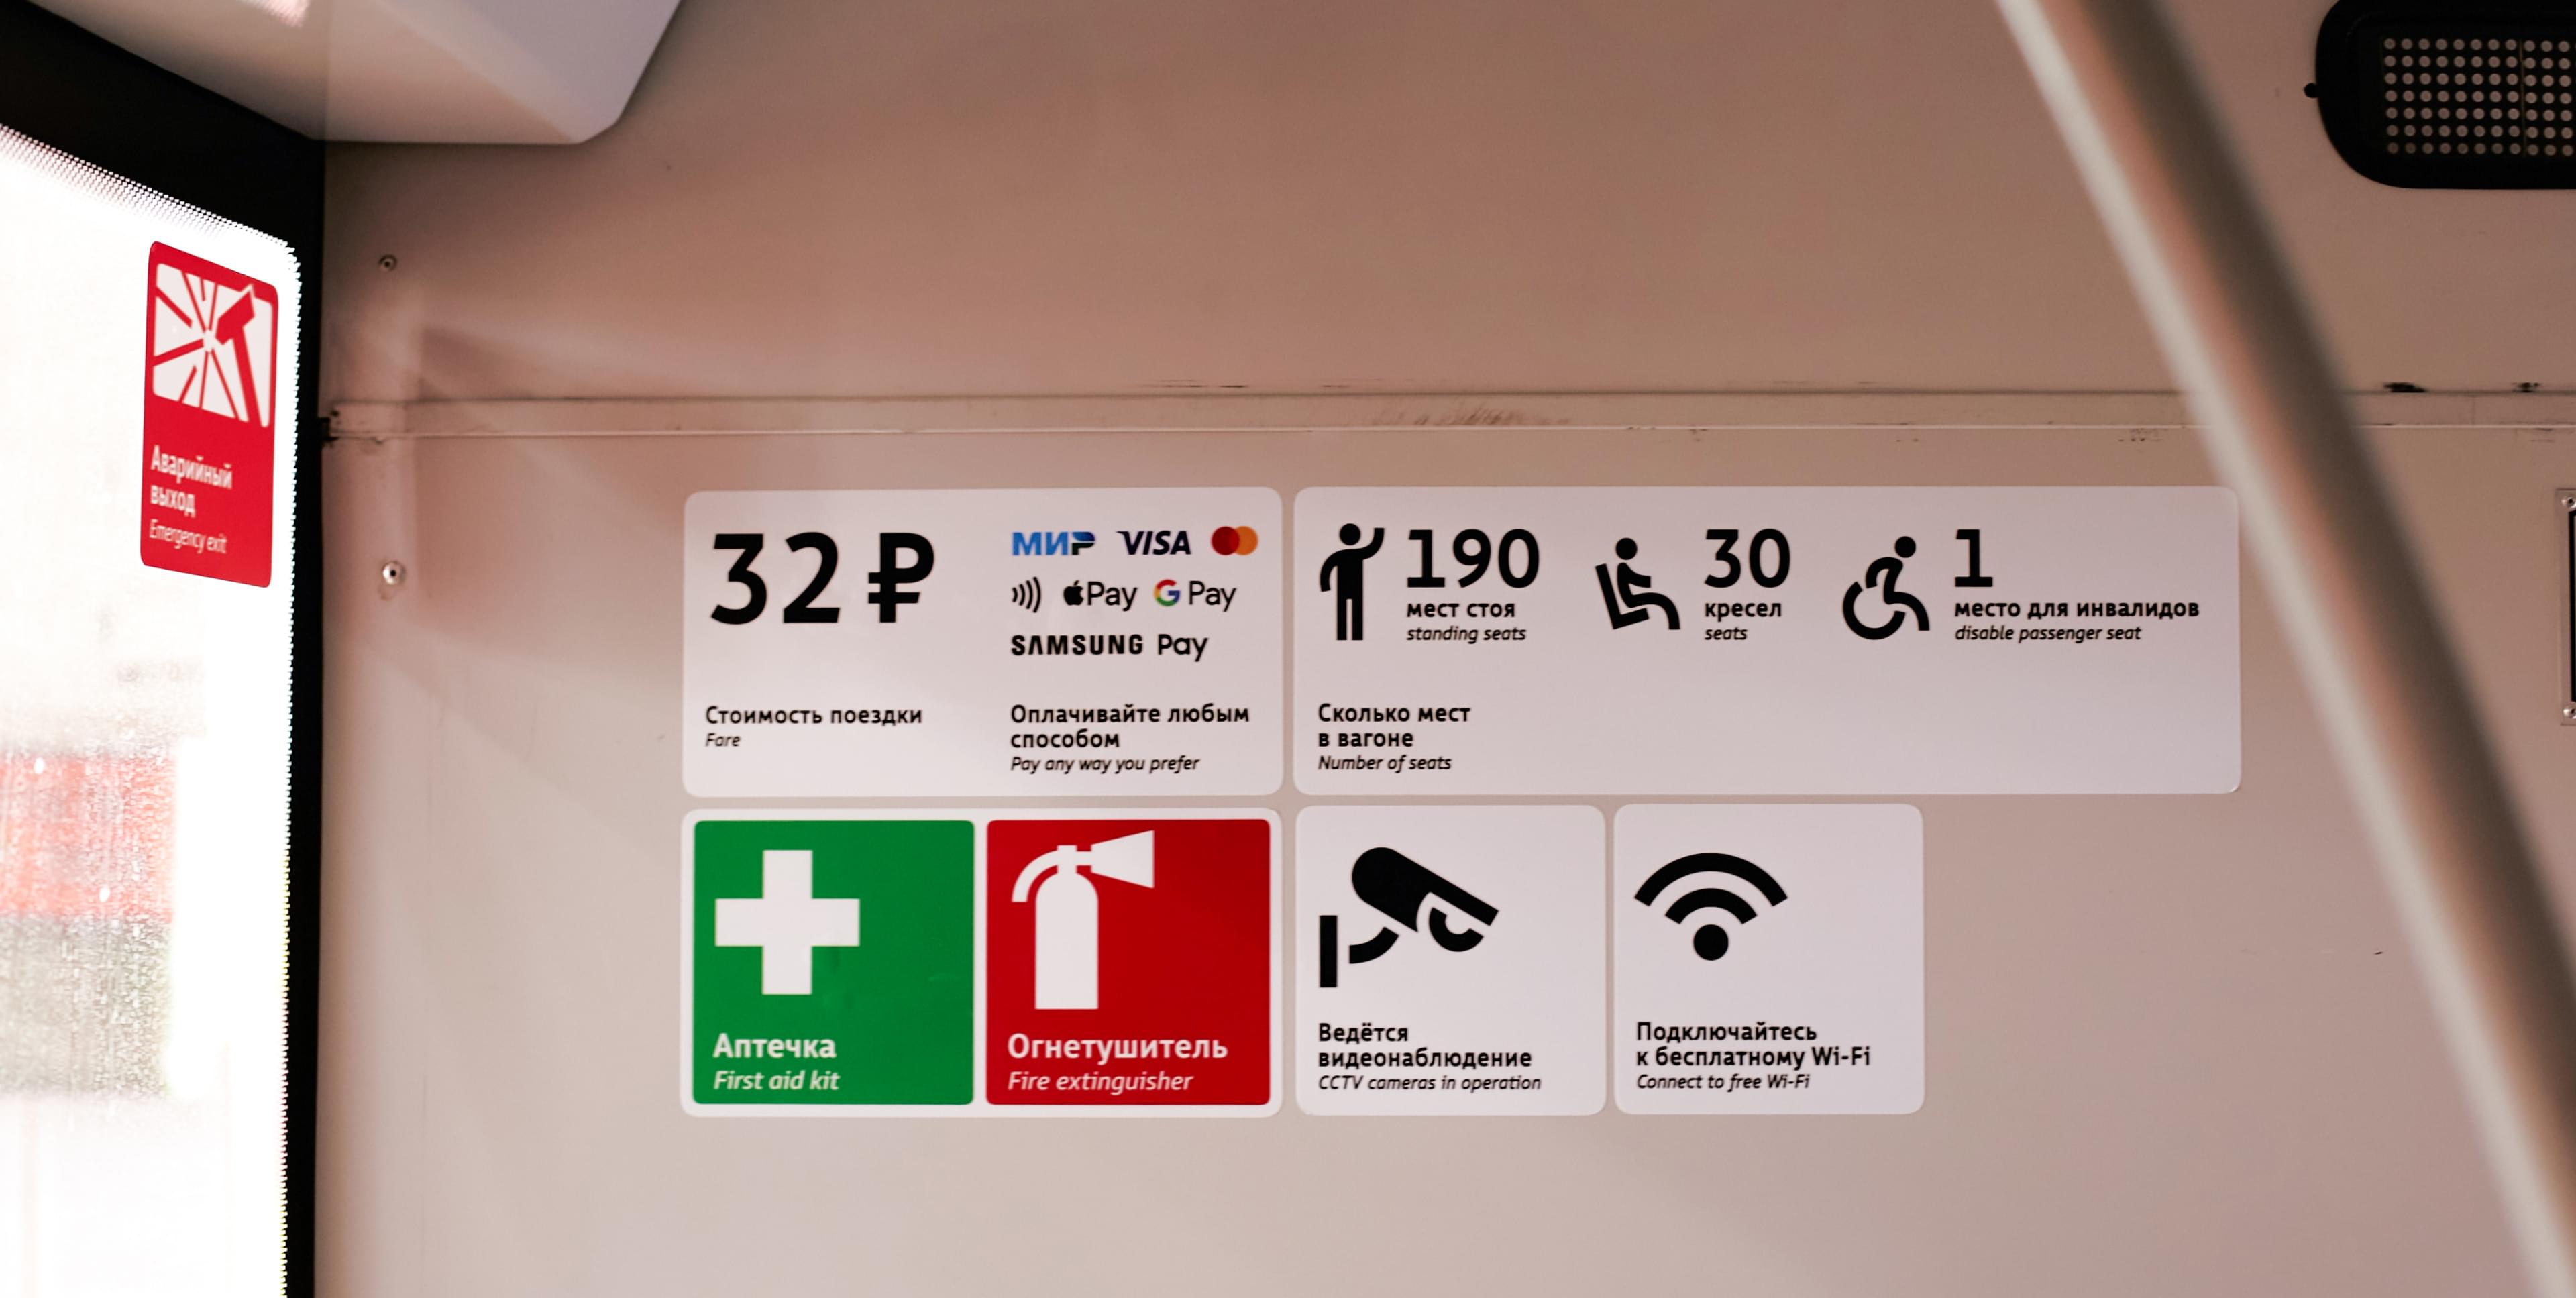 Аварийный
выход
Emergency exit
32 ₽
Стоимость поездки
Fare
МИР VISA
Pay G Pay
SAMSUNG Pay
Оплачивайте любым
способом
Pay any way you prefer
190
мест стоя
standing seats
30
кресел
seats
1
место для инвалидов
disable passenger seat
Сколько мест
в вагоне
Number of seats
Аптечка
First aid kit
Огнетушитель
Fire extinguisher
Ведётся
видеонаблюдение
CCTV cameras in operation
Подключайтесь
к бесплатному Wi-Fi
Connect to free Wi-Fi